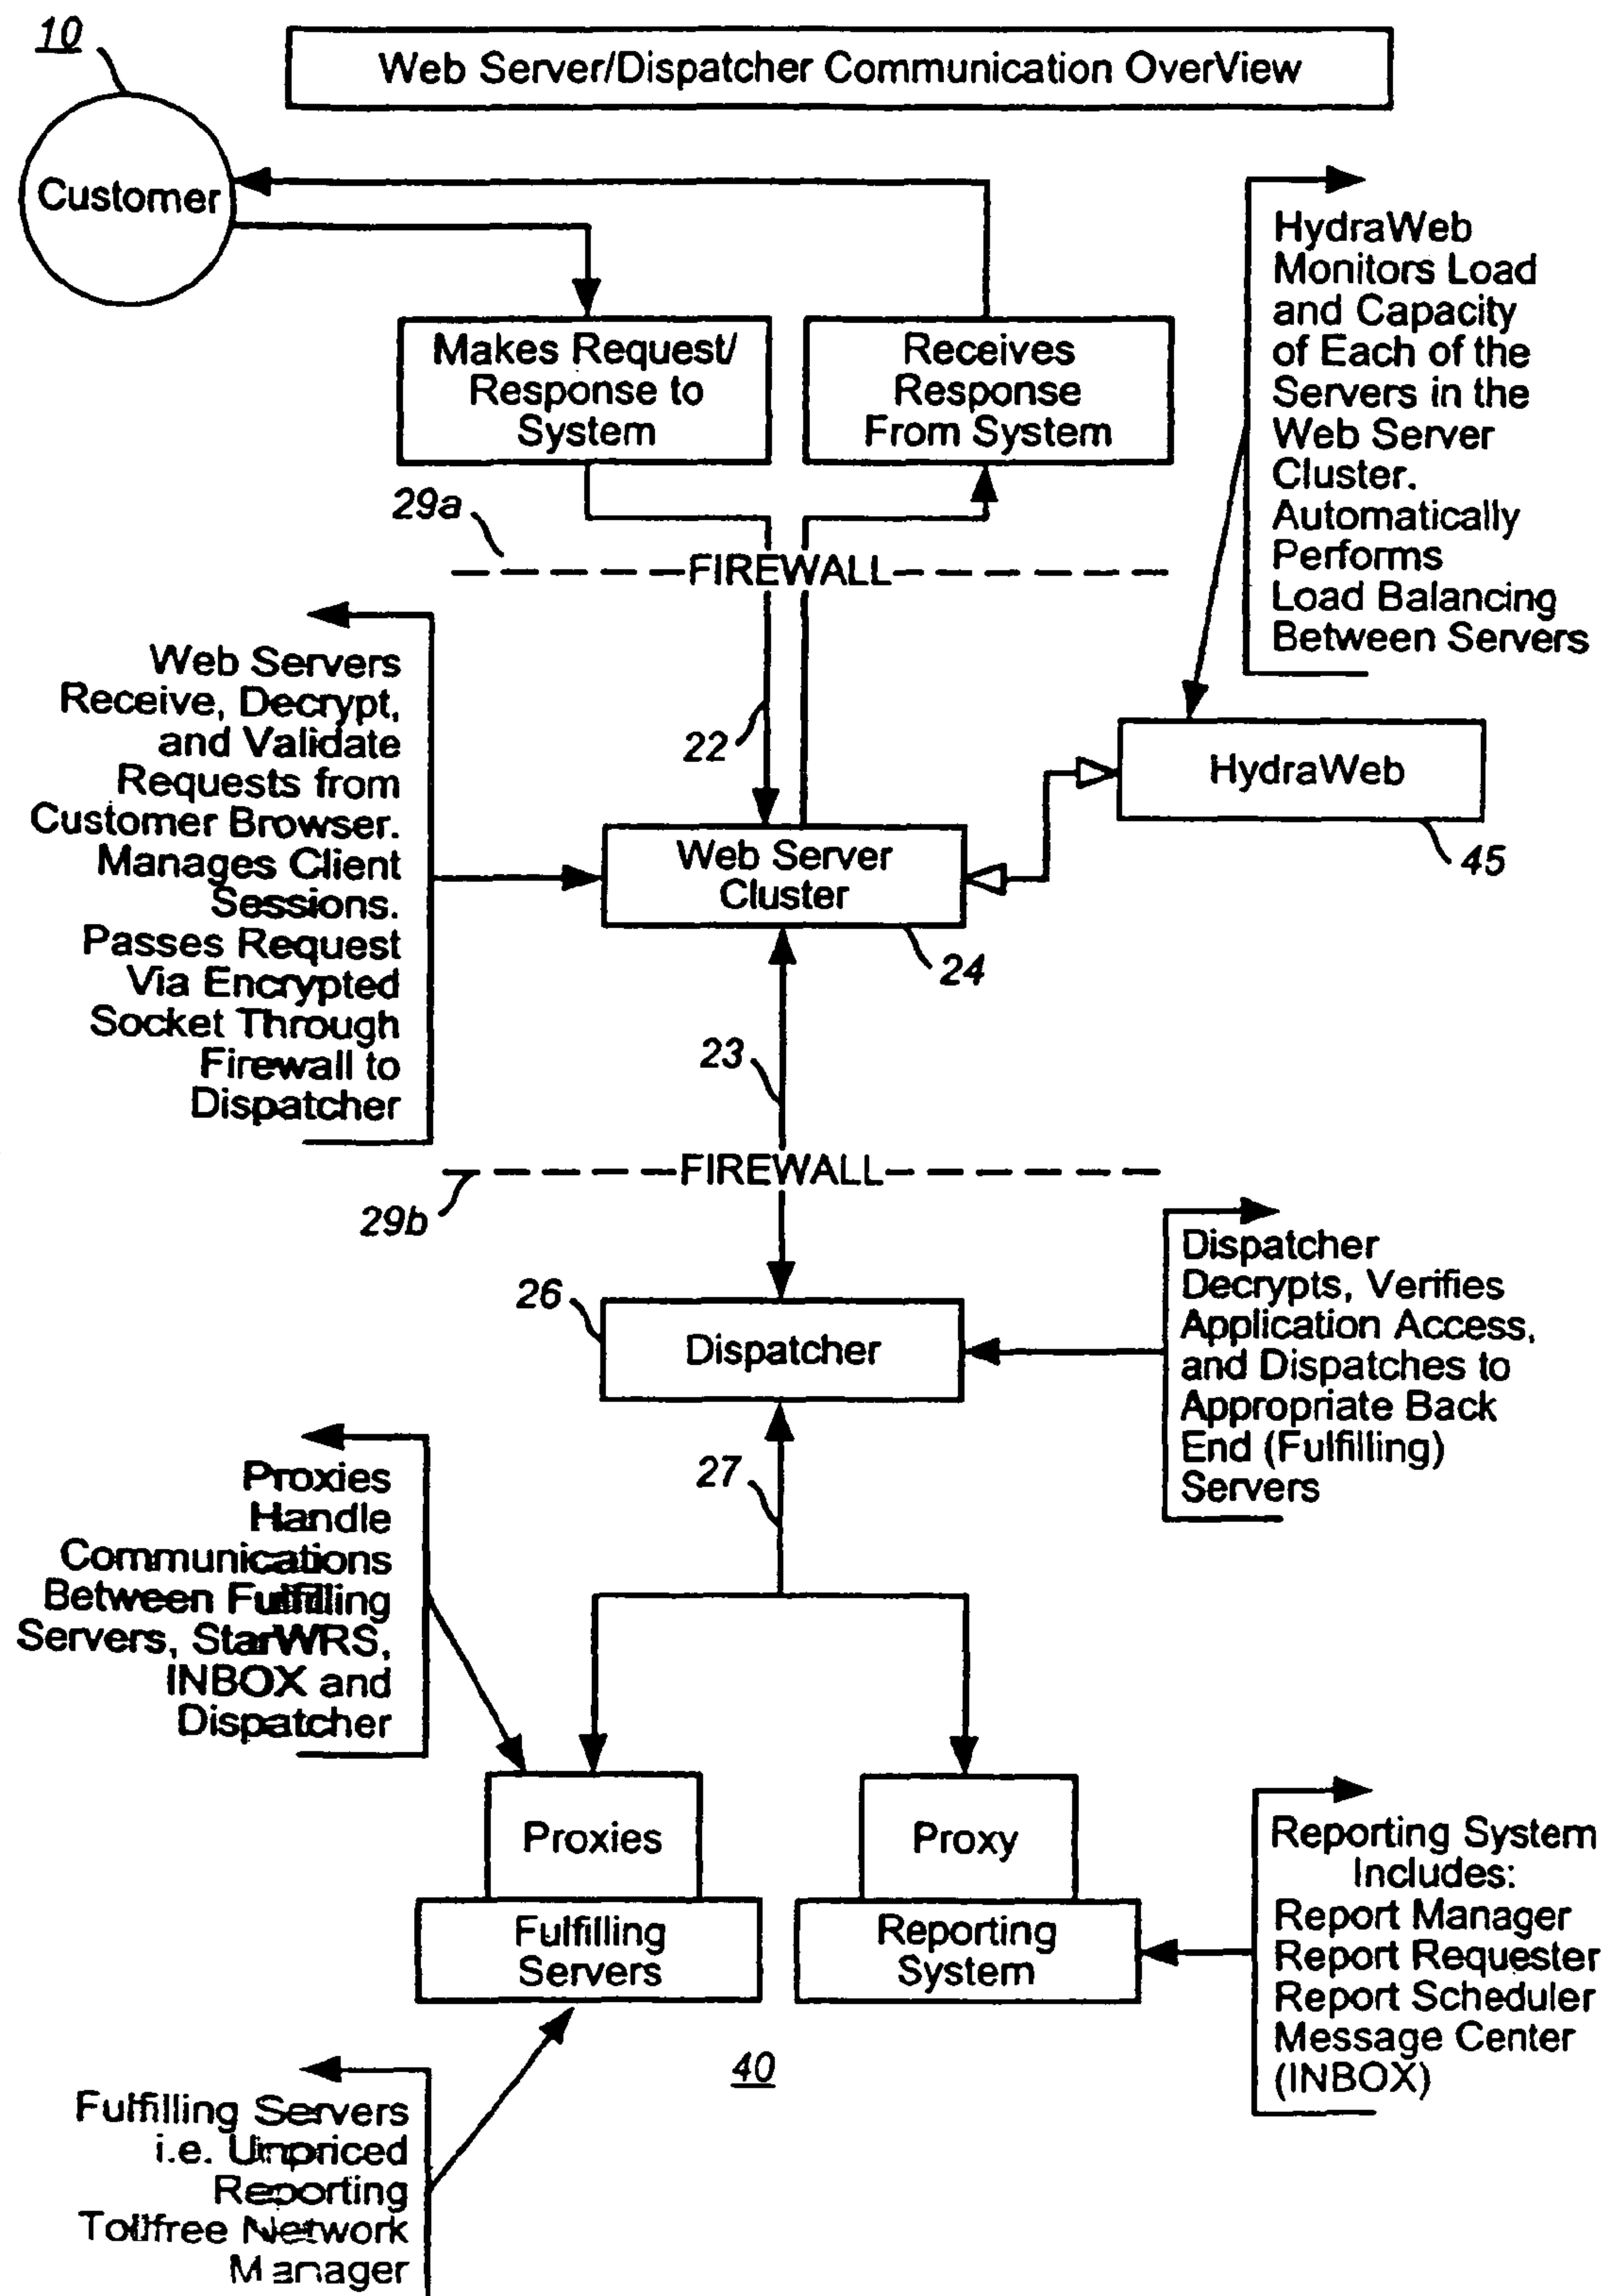 10
Web Server/Dispatcher Communication OverView
Customer
Makes Request/
Response to
System
Receives
Response
From System
HydraWeb
Monitors Load
and Capacity
of Each of the
Servers in the
Web Server
Cluster.
Automatically
Performs
Load Balancing
Between Servers
29a
FIREWALL
Web Servers
Receive, Decrypt,
and Validate
Requests from
Customer Browser.
Manages Client
Sessions.
Passes Request
Via Encrypted
Socket Through
Firewall to
Dispatcher
22
HydraWeb
45
Web Server
Cluster
24
23
FIREWALL
29b
26
Dispatcher
Dispatcher
Decrypts, Verifies
Application Access,
and Dispatches to
Appropriate Back
End (Fulfilling)
Servers
27
Proxies
Handle
Communications
Between Fulfilling
Servers, StarWRS,
INBOX and
Dispatcher
Proxies
Proxy
Fulfilling
Servers
Reporting
System
Reporting System
Includes:
Report Manager
Report Requester
Report Scheduler
Message Center
(INBOX)
40
Fulfilling Servers
i.e. Unpriced
Reporting
Tollfree Network
Manager